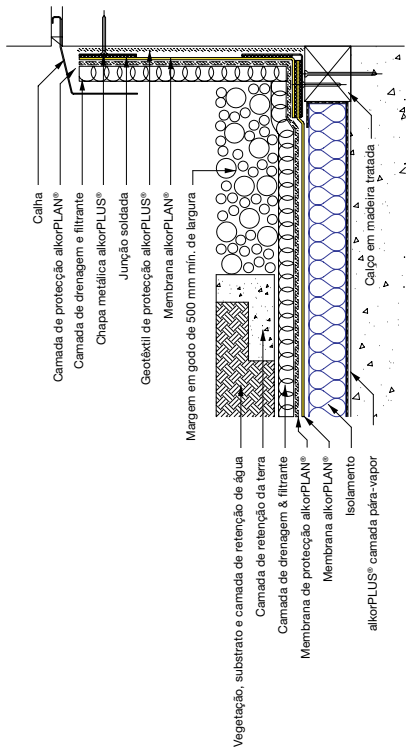 Calha
Camada de protecção alkorPLAN®
Camada de drenagem e filtrante
Chapa metálica alkorPLUS®
Junção soldada
Geotêxtil de protecção alkorPLUS®
Membrana alkorPLAN®
Margem em godo de 500 mm mín. de largura
Calço em madeira tratada
Vegetação, substrato e camada de retenção de água
Camada de retenção da terra
Camada de drenagem & filtrante
Membrana de protecção alkorPLAN®
Membrana alkorPLAN®
Isolamento
alkorPLUS® camada pára-vapor